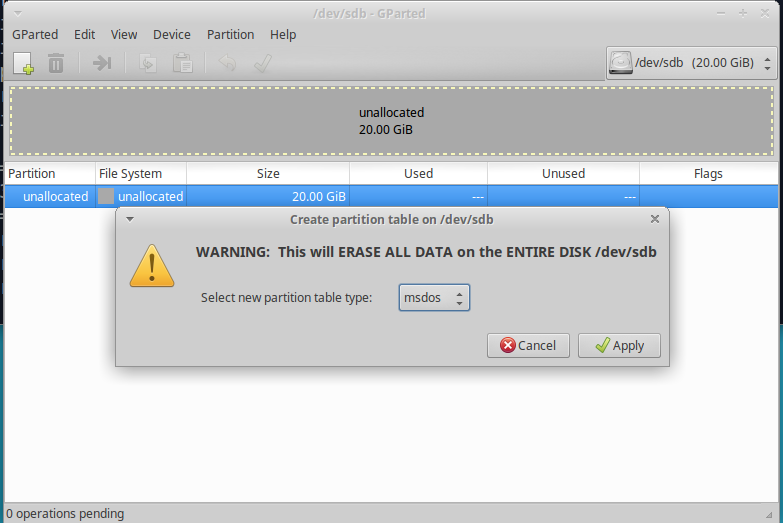 /dev/sdb - GParted
GParted Edit View Device Partition Help
/dev/sdb (20.00 GiB)
unallocated
20.00 GiB
Partition File System Size Used Unused Flags
unallocated unallocated 20.00 GiB --- ---
Create partition table on /dev/sdb
WARNING: This will ERASE ALL DATA on the ENTIRE DISK /dev/sdb
Select new partition table type: msdos
Cancel Apply
0 operations pending